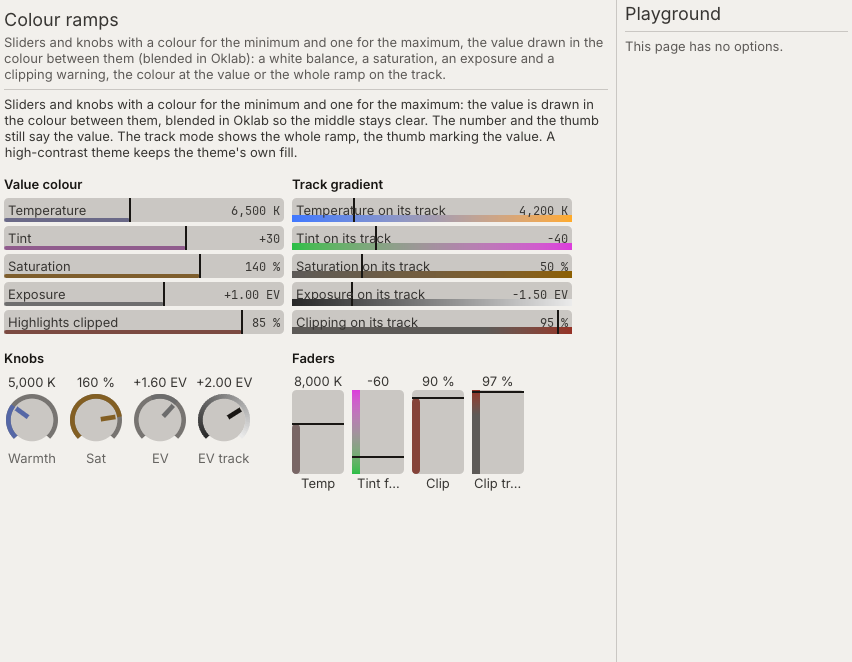 Colour ramps
Sliders and knobs with a colour for the minimum and one for the maximum, the value drawn in the
colour between them (blended in Oklab): a white balance, a saturation, an exposure and a
clipping warning, the colour at the value or the whole ramp on the track.
Sliders and knobs with a colour for the minimum and one for the maximum: the value is drawn in
the colour between them, blended in Oklab so the middle stays clear. The number and the thumb
still say the value. The track mode shows the whole ramp, the thumb marking the value. A
high-contrast theme keeps the theme's own fill.
Value colour
Temperature 6,500 K
Tint +30
Saturation 140 %
Exposure +1.00 EV
Highlights clipped 85 %
Track gradient
Temperature on its track 4,200 K
Tint on its track -40
Saturation on its track 50 %
Exposure on its track -1.50 EV
Clipping on its track 95 %
Knobs
5,000 K 160 % +1.60 EV +2.00 EV
Warmth Sat EV EV track
Faders
8,000 K -60 90 % 97 %
Temp Tint f... Clip Clip tr...
Playground
This page has no options.